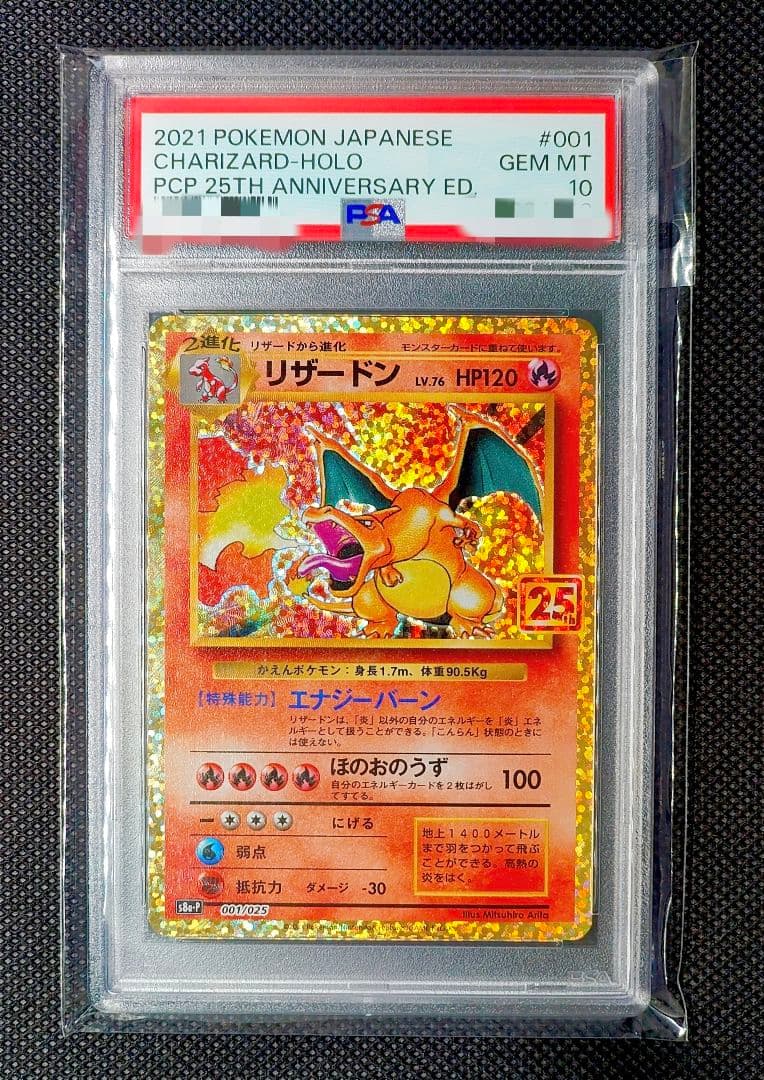 2021 POKEMON JAPANESE #001
CHARIZARD-HOLO GEM MT
PCP 25TH ANNIVERSARY ED. 10
PSA
2進化 リザードから進化 モンスターカードに重ねて使います。
リザードン LV.76 HP120
25th
かえんポケモン：身長1.7m、体重90.5Kg
【特殊能力】 エナジーバーン
リザードンは、「炎」以外の自分のエネルギーを「炎」エネ
ルギーとして扱うことができる。「こんらん」状態のときに
は使えない。
ほのおのうず 100
自分のエネルギーカードを2枚はがし
てすてる。
にげる
弱点
抵抗力 ダメージ -30
地上1400メートル
まで羽をつかって飛ぶ
ことができる。高熱の
炎をはく。
s8a-P 001/025
Illus Mitsuhiro Arita
PSA